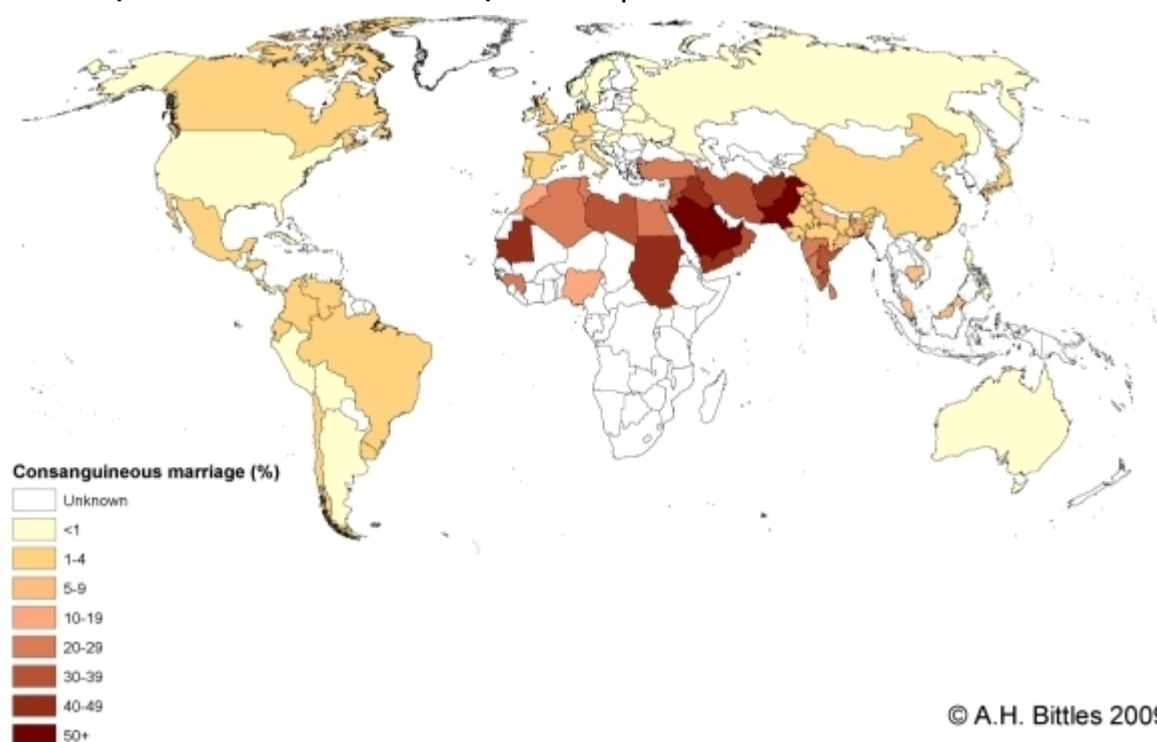 Consanguineous marriage (%)
Unknown
<1
1-4
5-9
10-19
20-29
30-39
40-49
50+
© A.H. Bittles 2009